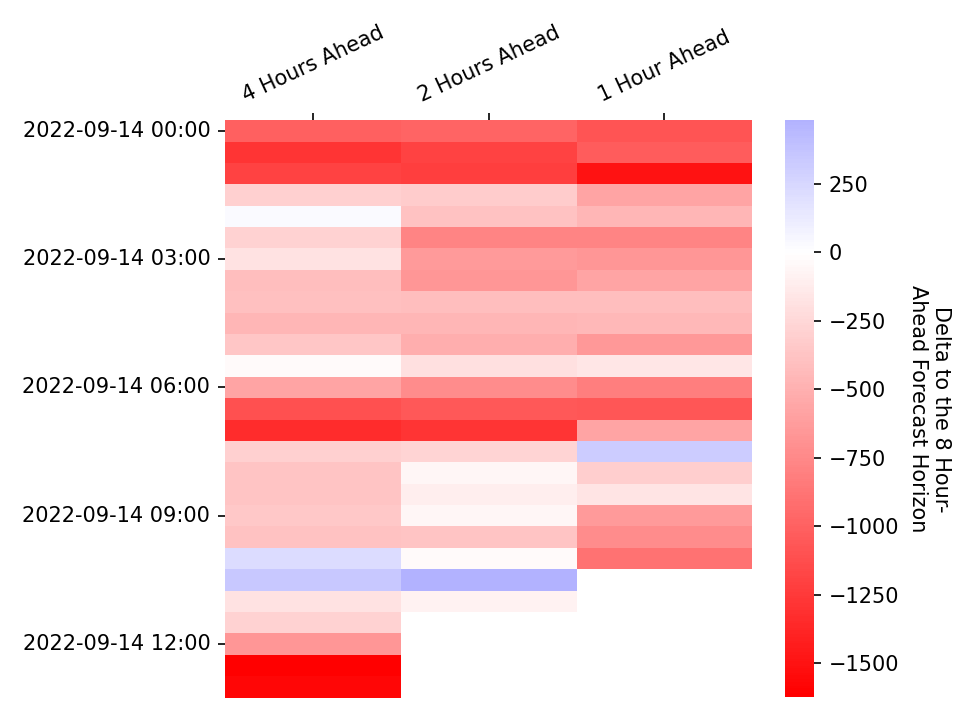 4 Hours Ahead
2 Hours Ahead
1 Hour Ahead
2022-09-14 00:00
2022-09-14 03:00
2022-09-14 06:00
2022-09-14 09:00
2022-09-14 12:00
250
0
−250
−500
−750
−1000
−1250
−1500
Delta to the 8 Hour-
Ahead Forecast Horizon